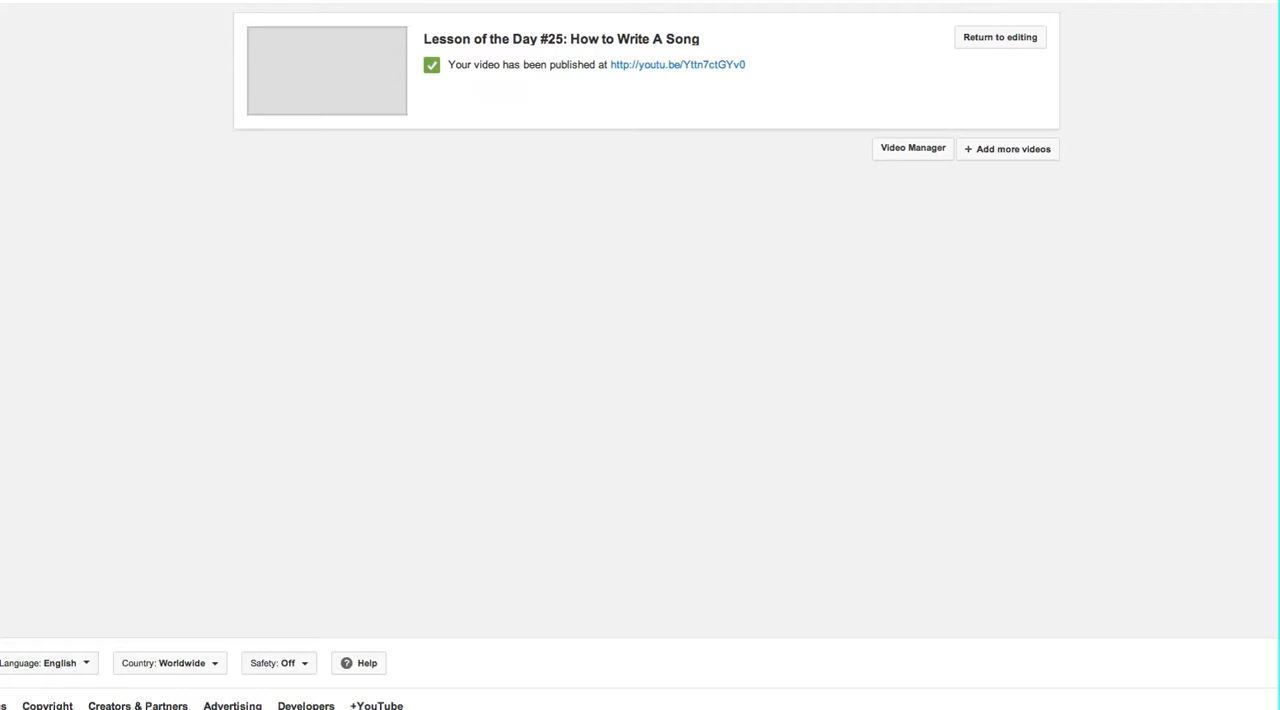 Lesson of the Day #25: How to Write A Song
Return to editing
Your video has been published at http://youtu.be/Yttn7ctGYv0
Video Manager
+ Add more videos
Language: English
Country: Worldwide
Safety: Off
Help
Copyright
Creators & Partners
Advertising
Developers
+YouTube